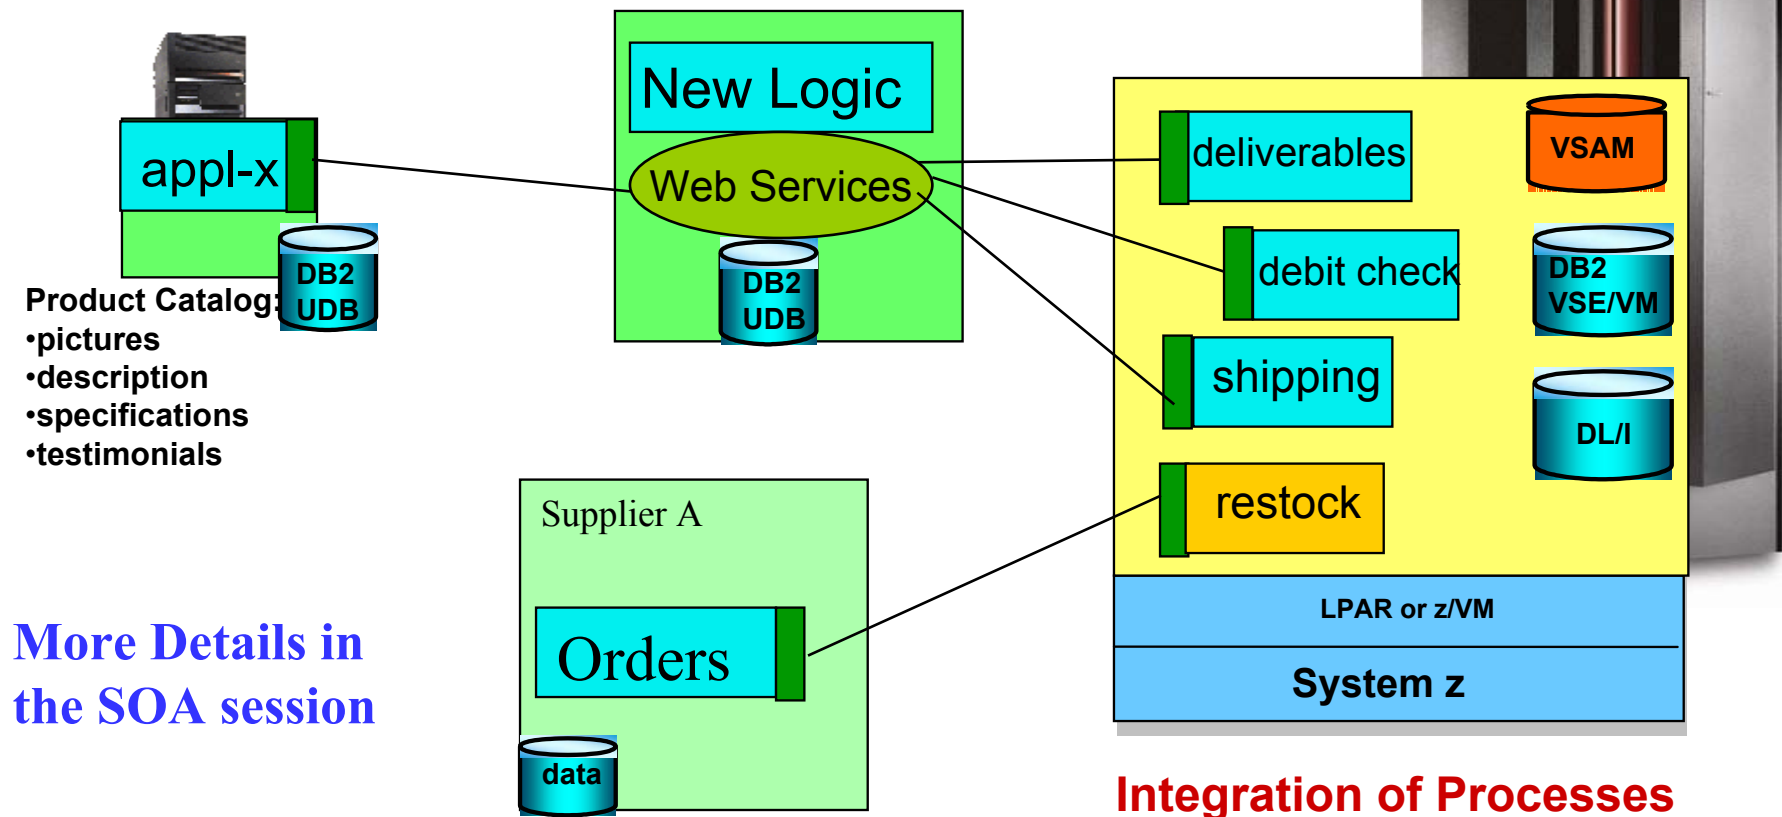 appl-x
DB2
UDB
Product Catalog:
•pictures
•description
•specifications
•testimonials
New Logic
Web Services
DB2
UDB
deliverables
debit check
shipping
restock
VSAM
DB2
VSE/VM
DL/I
LPAR or z/VM
System z
Supplier A
Orders
data
More Details in
the SOA session
Integration of Processes